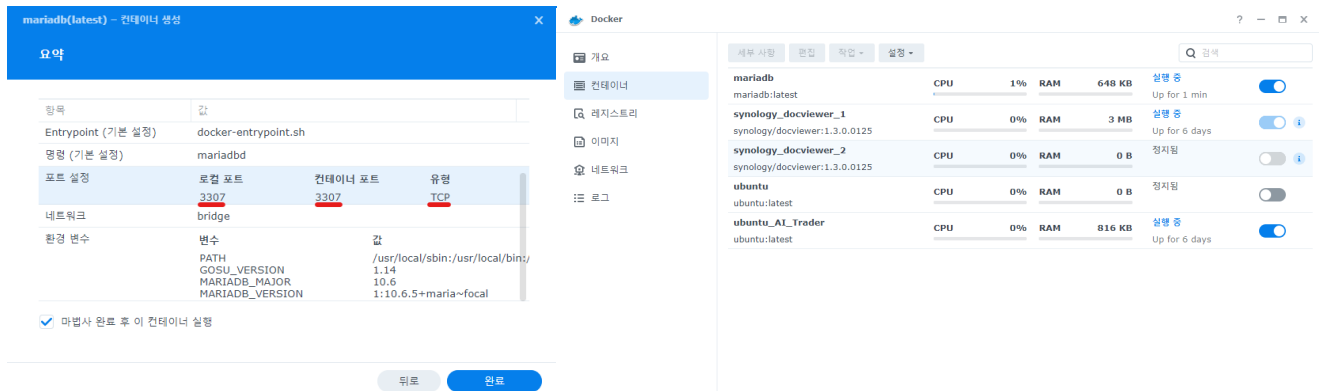 mariadb(latest) – 컨테이너 생성
요약
항목 값
Entrypoint (기본 설정) docker-entrypoint.sh
명령 (기본 설정) mariadbd
포트 설정 로컬 포트 컨테이너 포트 유형
3307 3307 TCP
네트워크 bridge
환경 변수 변수 값
PATH /usr/local/sbin:/usr/local/bin:/
GOSU_VERSION 1.14
MARIADB_MAJOR 10.6
MARIADB_VERSION 1:10.6.5+maria~focal
마법사 완료 후 이 컨테이너 실행
뒤로 완료
Docker
개요
컨테이너
레지스트리
이미지
네트워크
로그
세부 사항 편집 작업 설정 검색
mariadb CPU 1% RAM 648 KB 실행 중
mariadb:latest Up for 1 min
synology_docviewer_1 CPU 0% RAM 3 MB 실행 중
synology/docviewer:1.3.0.0125 Up for 6 days
synology_docviewer_2 CPU 0% RAM 0 B 정지됨
synology/docviewer:1.3.0.0125
ubuntu CPU 0% RAM 0 B 정지됨
ubuntu:latest
ubuntu_AI_Trader CPU 0% RAM 816 KB 실행 중
ubuntu:latest Up for 6 days